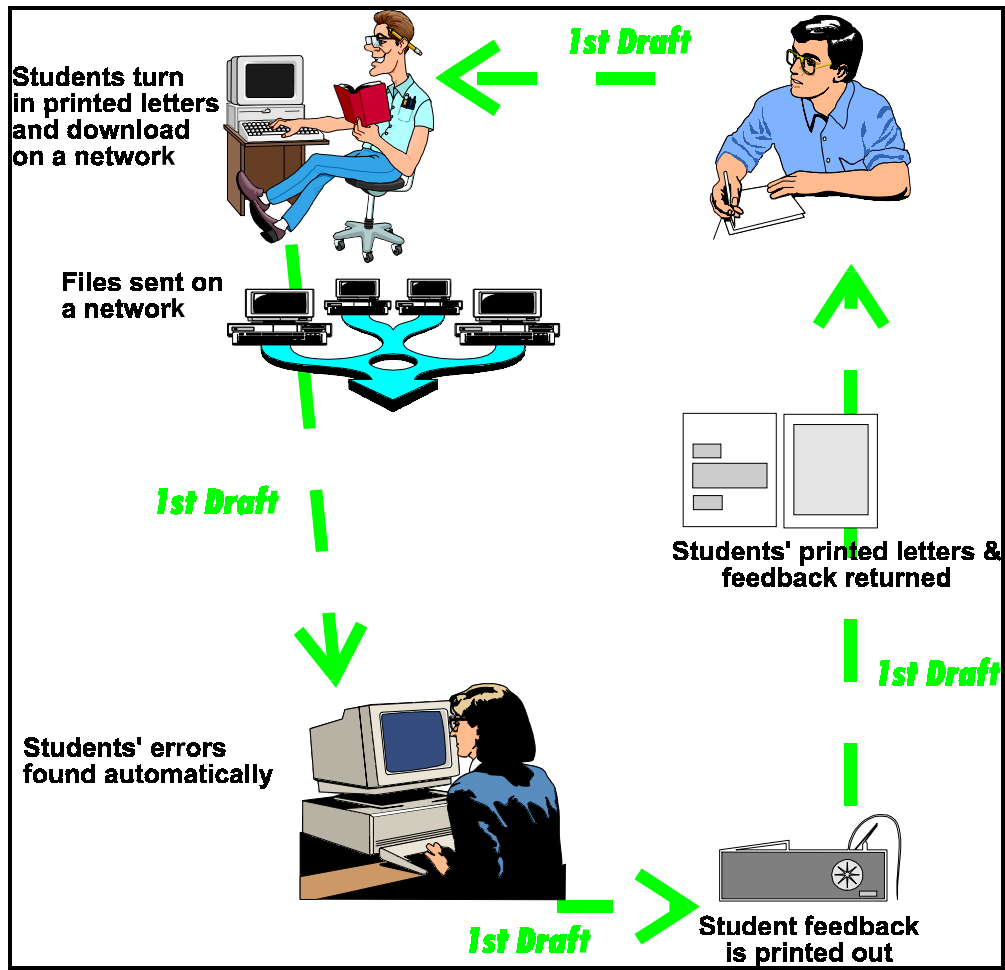 1st Draft
Students turn
in printed letters
and download
on a network
Files sent on
a network
1st Draft
Students' printed letters &
feedback returned
1st Draft
Students' errors
found automatically
Student feedback
is printed out
1st Draft